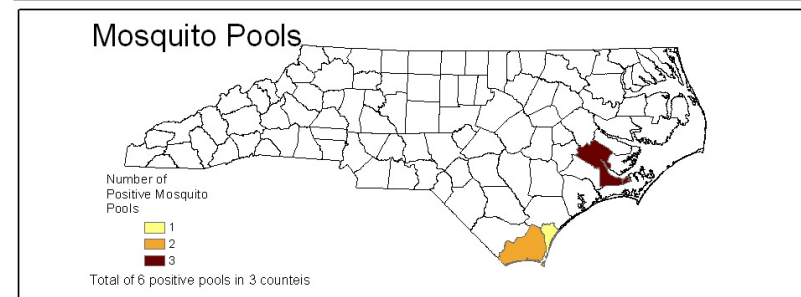 Mosquito Pools
Number of
Positive Mosquito
Pools
1
2
3
Total of 6 positive pools in 3 counteis